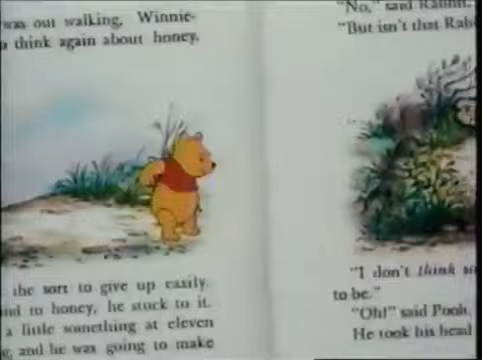 was out walking, Winnie-
think again about honey,
the sort to give up easily.
to honey, he stuck to it.
a little something at eleven
and he was going to make
"No," said Rabbit.
"But isn't that Rab
"I don't think so
to be."
"Oh!" said Pooh.
He took his head